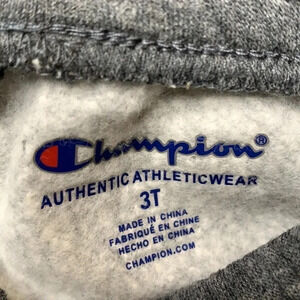 Champion®
AUTHENTIC ATHLETICWEAR
3T
MADE IN CHINA
FABRIQUÉ EN CHINE
HECHO EN CHINA
CHAMPION.COM